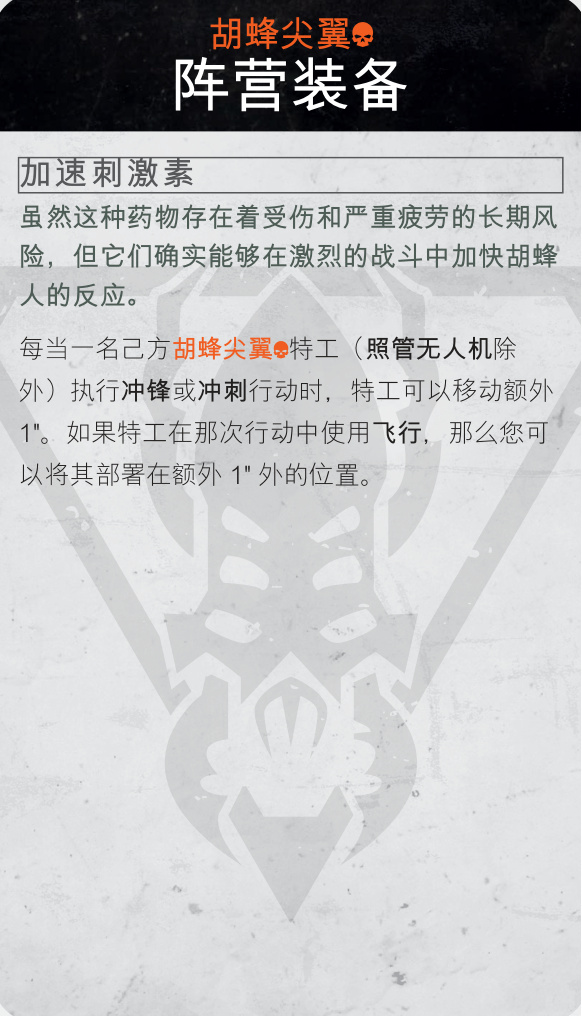 胡蜂尖翼
阵营装备
加速刺激素
虽然这种药物存在着受伤和严重疲劳的长期风
险，但它们确实能够在激烈的战斗中加快胡蜂
人的反应。
每当一名己方胡蜂尖翼特工（照管无人机除
外）执行冲锋或冲刺行动时，特工可以移动额外
1"。如果特工在那次行动中使用飞行，那么您可
以将其部署在额外 1" 外的位置。